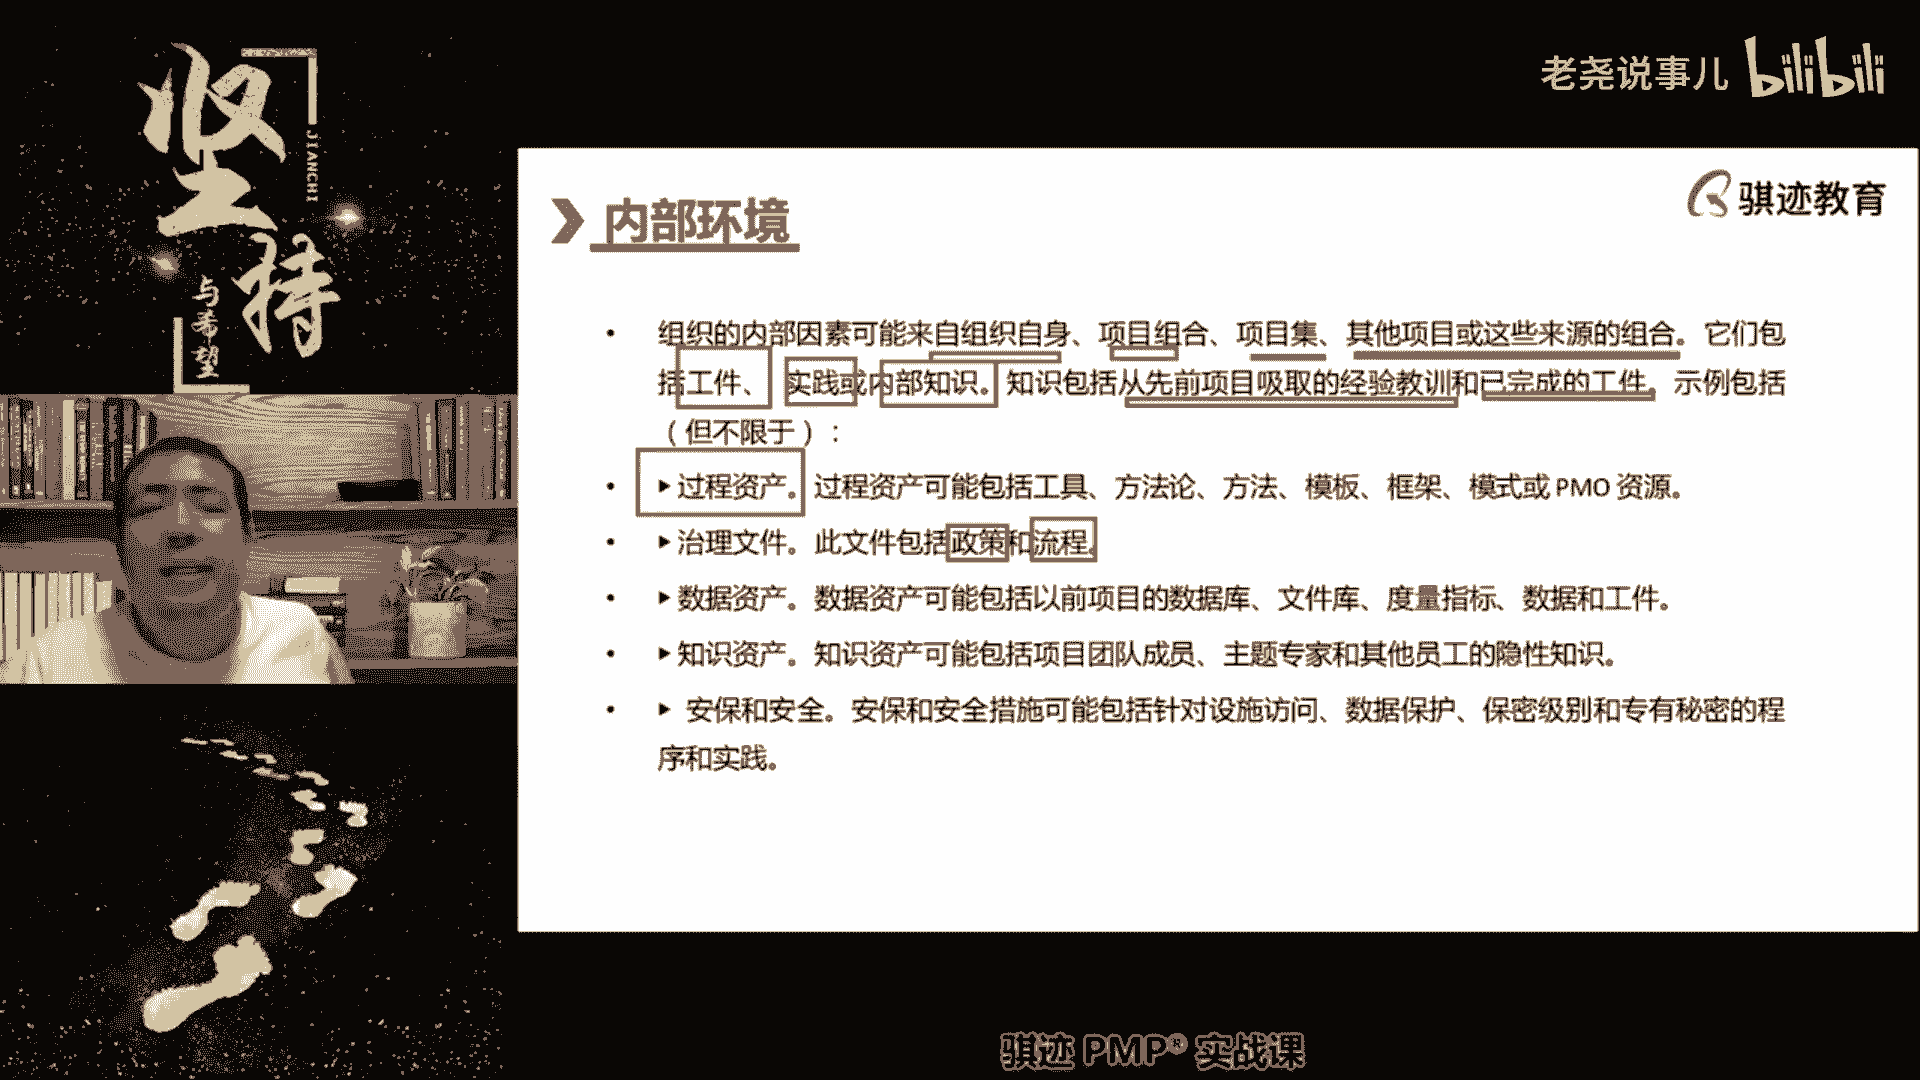 坚持
JIANCHI
与希望
老尧说事儿 bilibili
骐迹教育
内部环境
• 组织的内部因素可能来自组织自身、项目组合、项目集、其他项目或这些来源的组合。它们包
括工件、实践或内部知识。知识包括从先前项目吸取的经验教训和已完成的工件。示例包括
（但不限于）：
• ▶过程资产。过程资产可能包括工具、方法论、方法、模板、框架、模式或 PMO 资源。
• ▶治理文件。此文件包括政策和流程。
• ▶数据资产。数据资产可能包括以前项目的数据库、文件库、度量指标、数据和工件。
• ▶知识资产。知识资产可能包括项目团队成员、主题专家和其他员工的隐性知识。
• ▶ 安保和安全。安保和安全措施可能包括针对设施访问、数据保护、保密级别和专有秘密的程
序和实践。
骐迹 PMP® 实战课